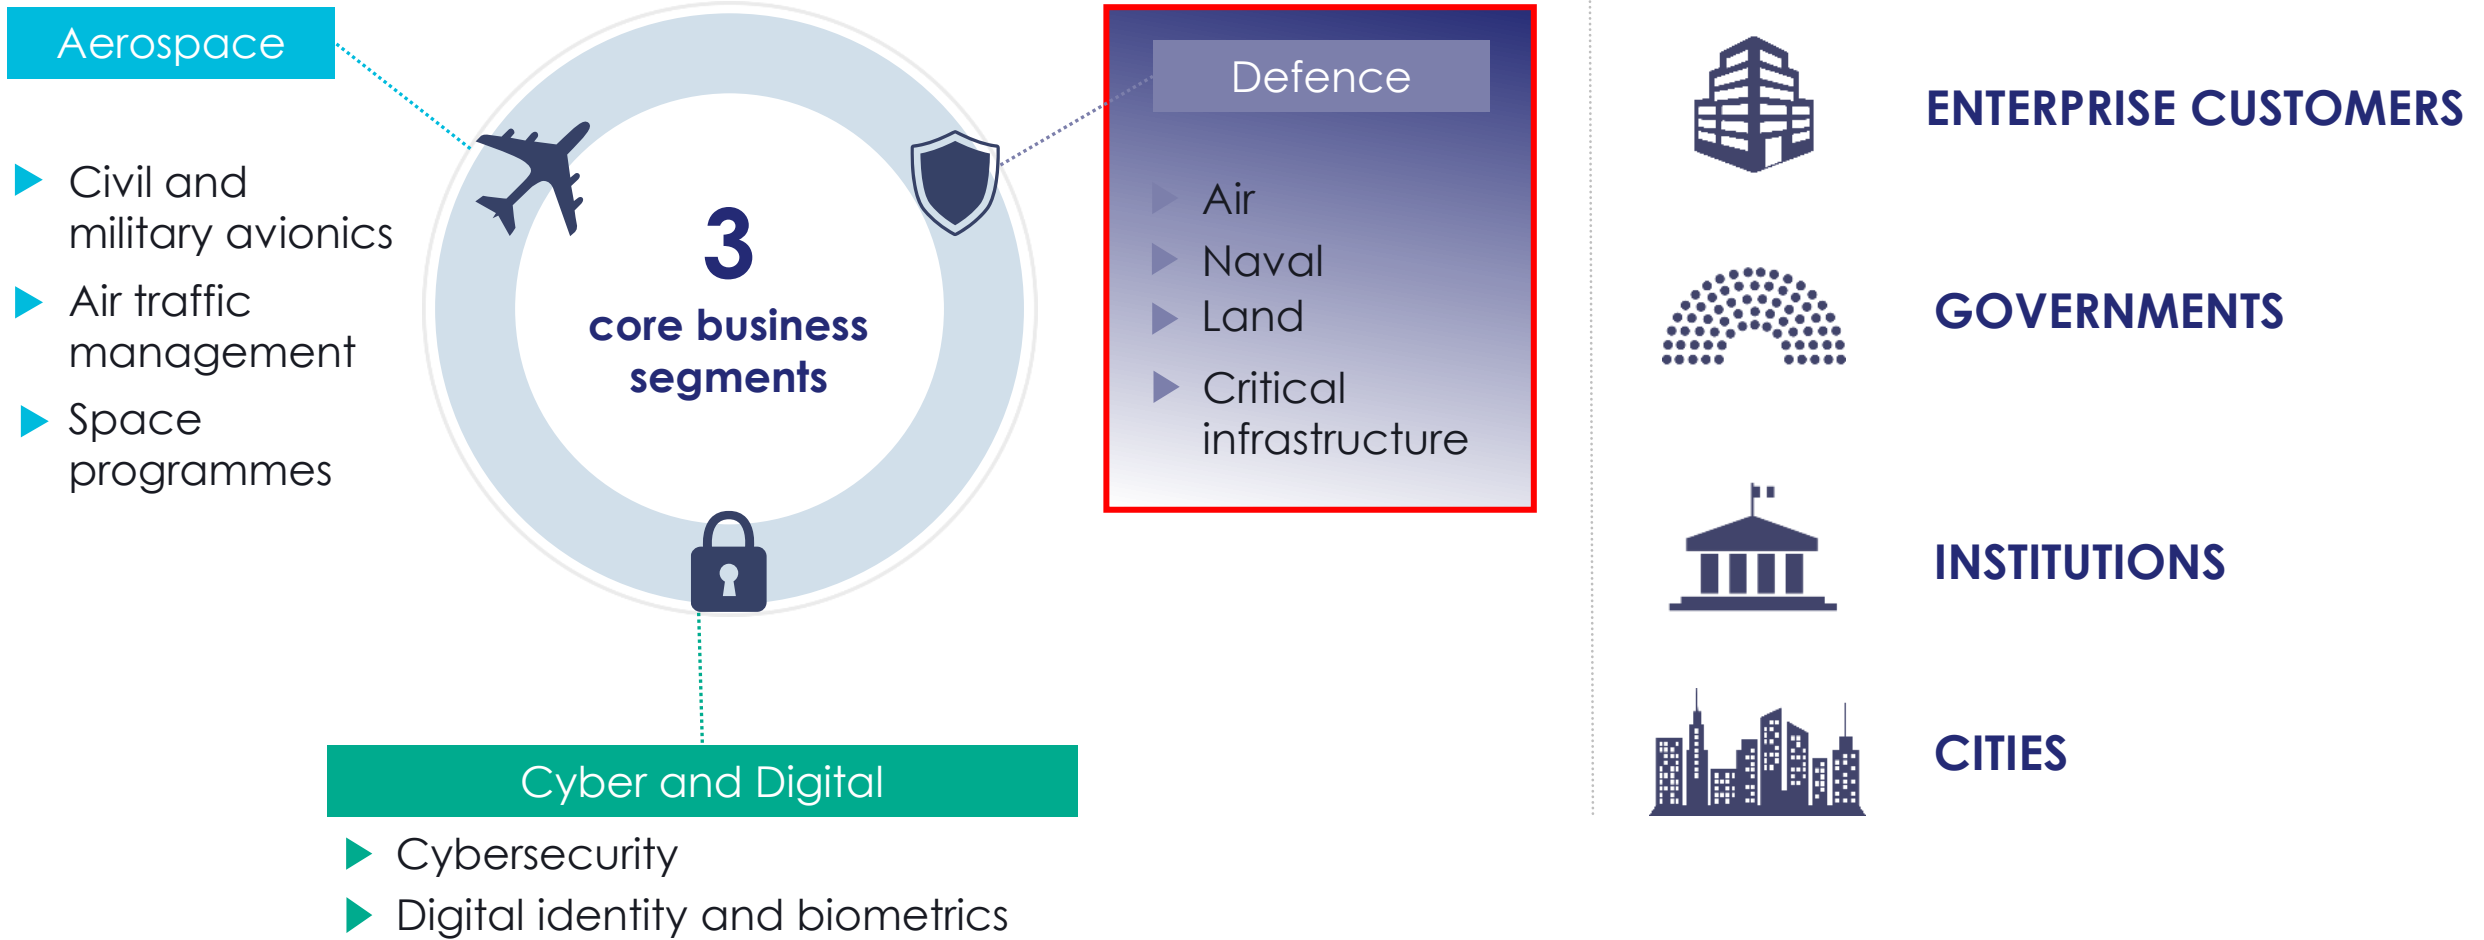 Aerospace
Civil and
military avionics
Air traffic
management
Space
programmes
3
core business
segments
Defence
Air
Naval
Land
Critical
infrastructure
Cyber and Digital
Cybersecurity
Digital identity and biometrics
ENTERPRISE CUSTOMERS
GOVERNMENTS
INSTITUTIONS
CITIES